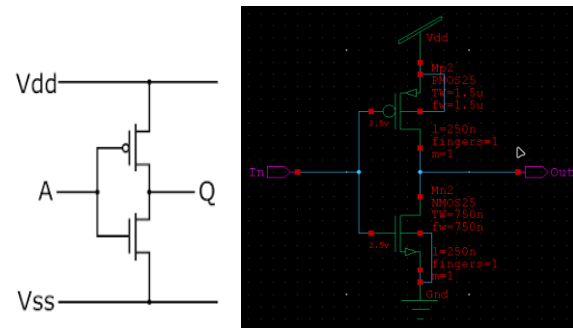 Vdd
A
Q
Vss
Vdd
Mp2
PMOS25
TW=1.5u
fw=1.5u
2.5v
l=250n
fingers=1
m=1
In
Out
Mn2
NMOS25
TW=750n
fw=750n
2.5v
l=250n
fingers=1
m=1
Gnd